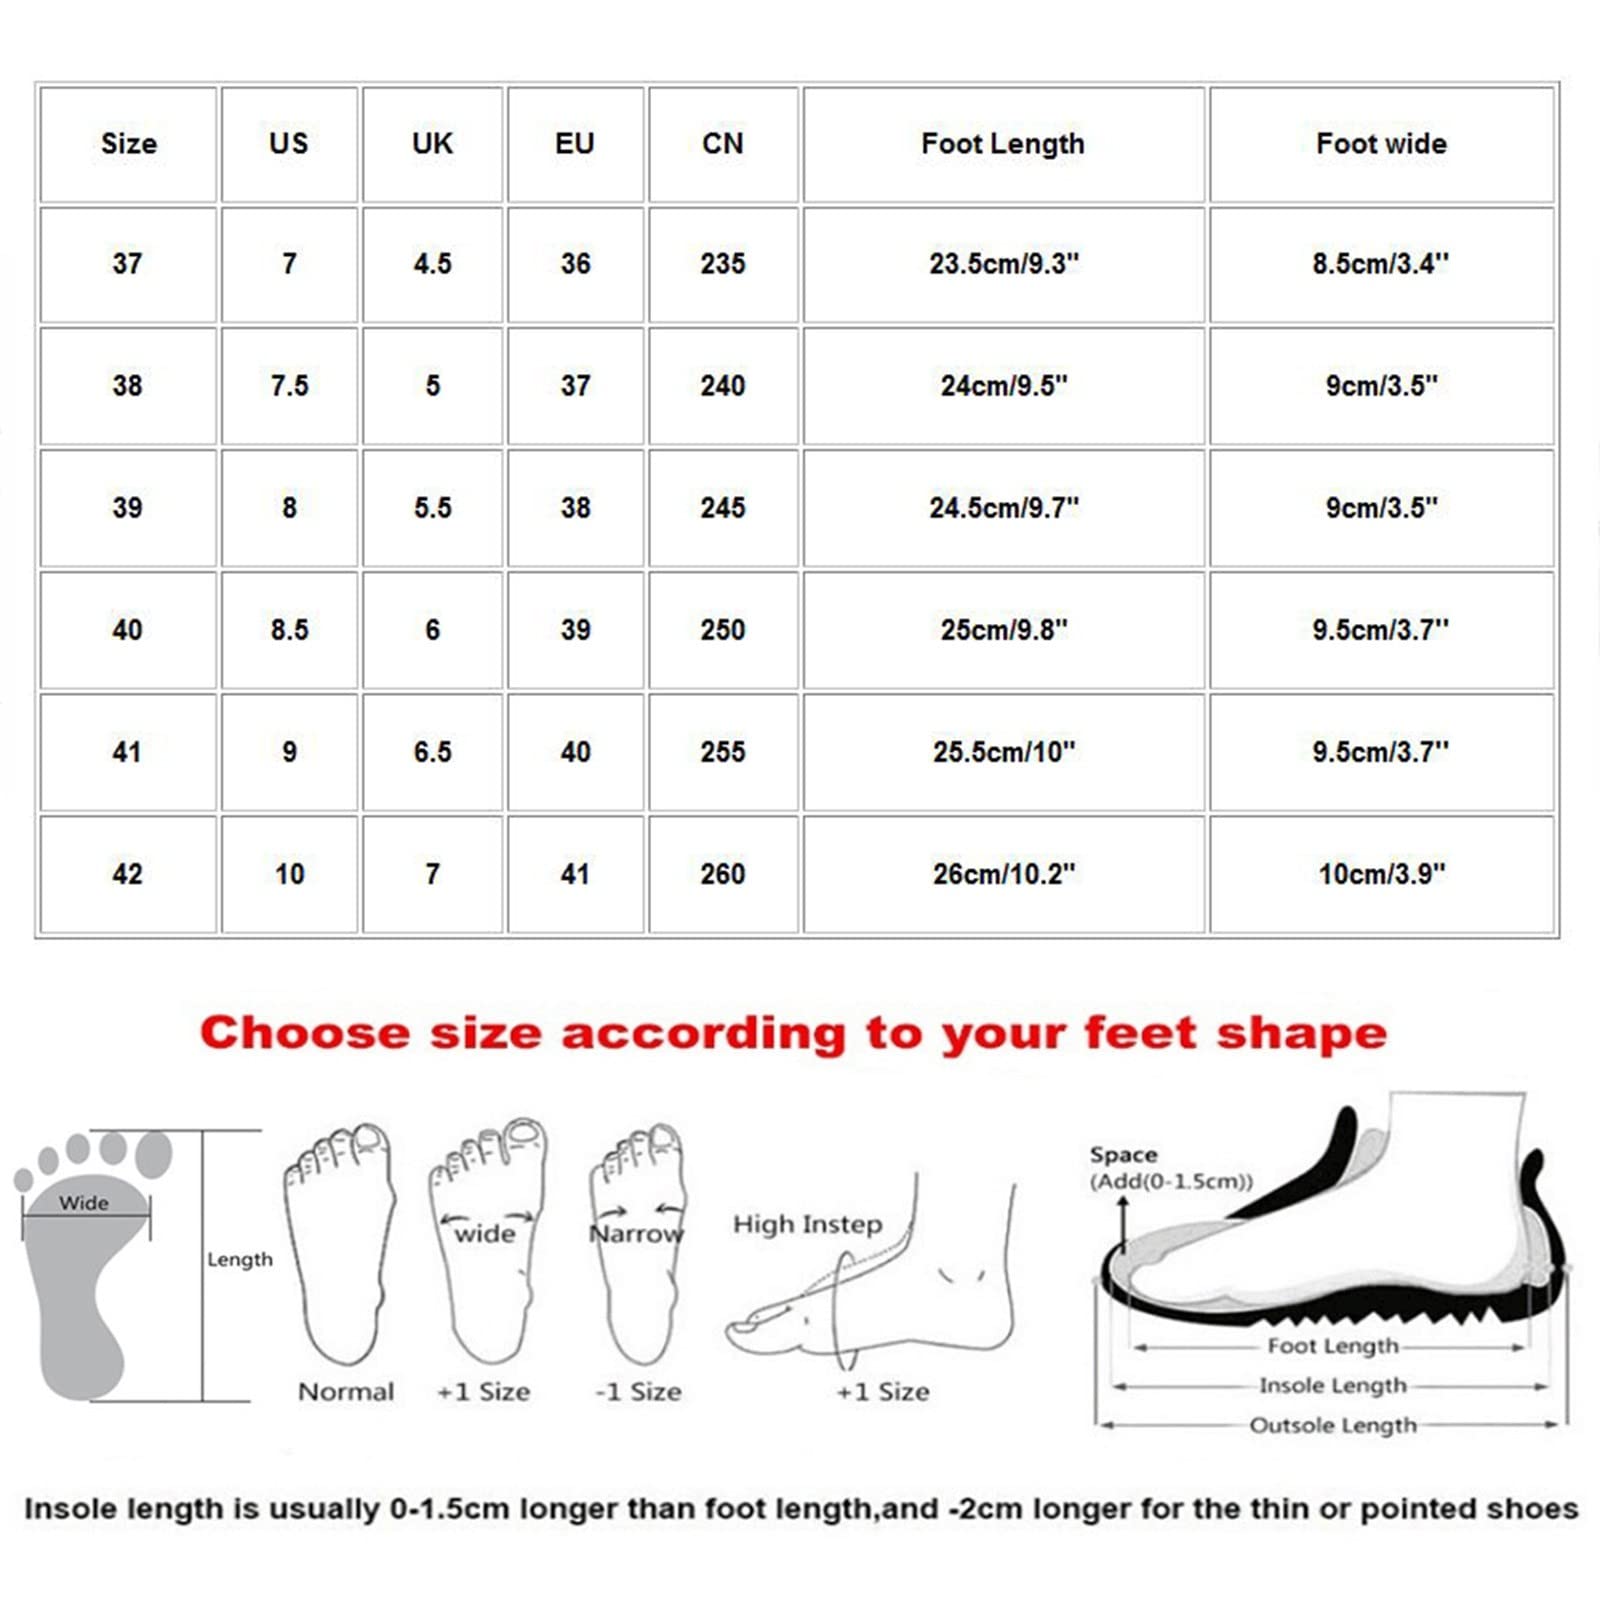 Size US UK EU CN Foot Length Foot wide
37 7 4.5 36 235 23.5cm/9.3" 8.5cm/3.4''
38 7.5 5 37 240 24cm/9.5" 9cm/3.5"
39 8 5.5 38 245 24.5cm/9.7" 9cm/3.5"
40 8.5 6 39 250 25cm/9.8" 9.5cm/3.7''
41 9 6.5 40 255 25.5cm/10" 9.5cm/3.7''
42 10 7 41 260 26cm/10.2" 10cm/3.9"
Choose size according to your feet shape
Wide
Length
Normal
wide
+1 Size
Narrow
-1 Size
High Instep
+1 Size
Space
(Add(0-1.5cm))
Foot Length
Insole Length
Outsole Length
Insole length is usually 0-1.5cm longer than foot length,and -2cm longer for the thin or pointed shoes